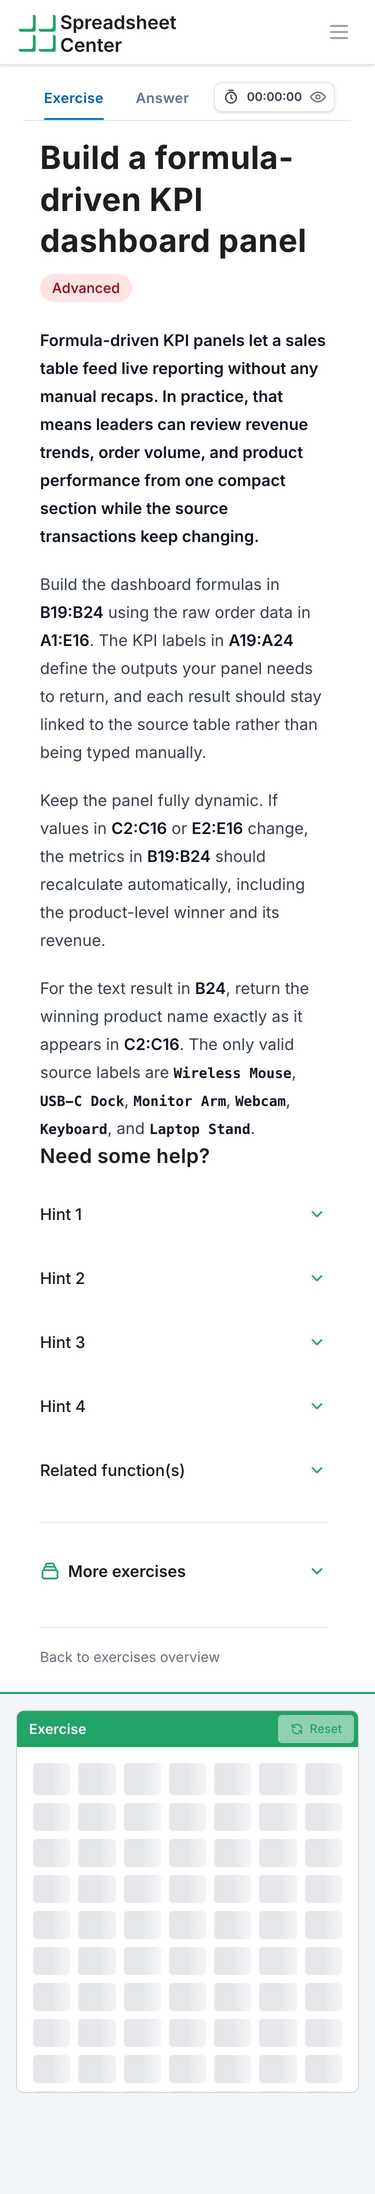 Spreadsheet
Center
Exercise
Answer
00:00:00
Build a formula-
driven KPI
dashboard panel
Advanced
Formula-driven KPI panels let a sales
table feed live reporting without any
manual recaps. In practice, that
means leaders can review revenue
trends, order volume, and product
performance from one compact
section while the source
transactions keep changing.
Build the dashboard formulas in
B19:B24 using the raw order data in
A1:E16. The KPI labels in A19:A24
define the outputs your panel needs
to return, and each result should stay
linked to the source table rather than
being typed manually.
Keep the panel fully dynamic. If
values in C2:C16 or E2:E16 change,
the metrics in B19:B24 should
recalculate automatically, including
the product-level winner and its
revenue.
For the text result in B24, return the
winning product name exactly as it
appears in C2:C16. The only valid
source labels are Wireless Mouse,
USB-C Dock, Monitor Arm, Webcam,
Keyboard, and Laptop Stand.
Need some help?
Hint 1
Hint 2
Hint 3
Hint 4
Related function(s)
More exercises
Back to exercises overview
Exercise
Reset